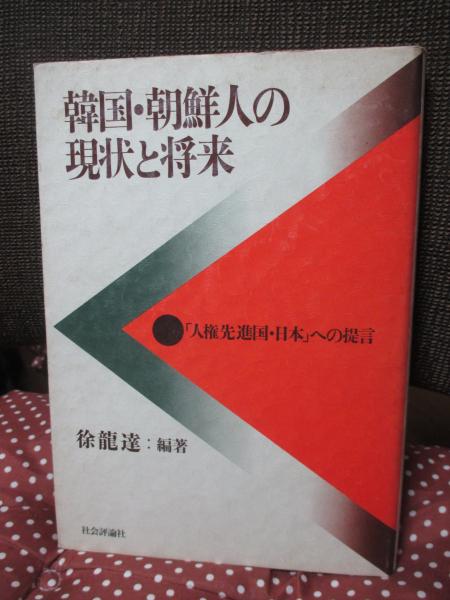 韓国・朝鮮人の
現状と将来
「人権先進国・日本」への提言
徐龍達：編著
社会評論社